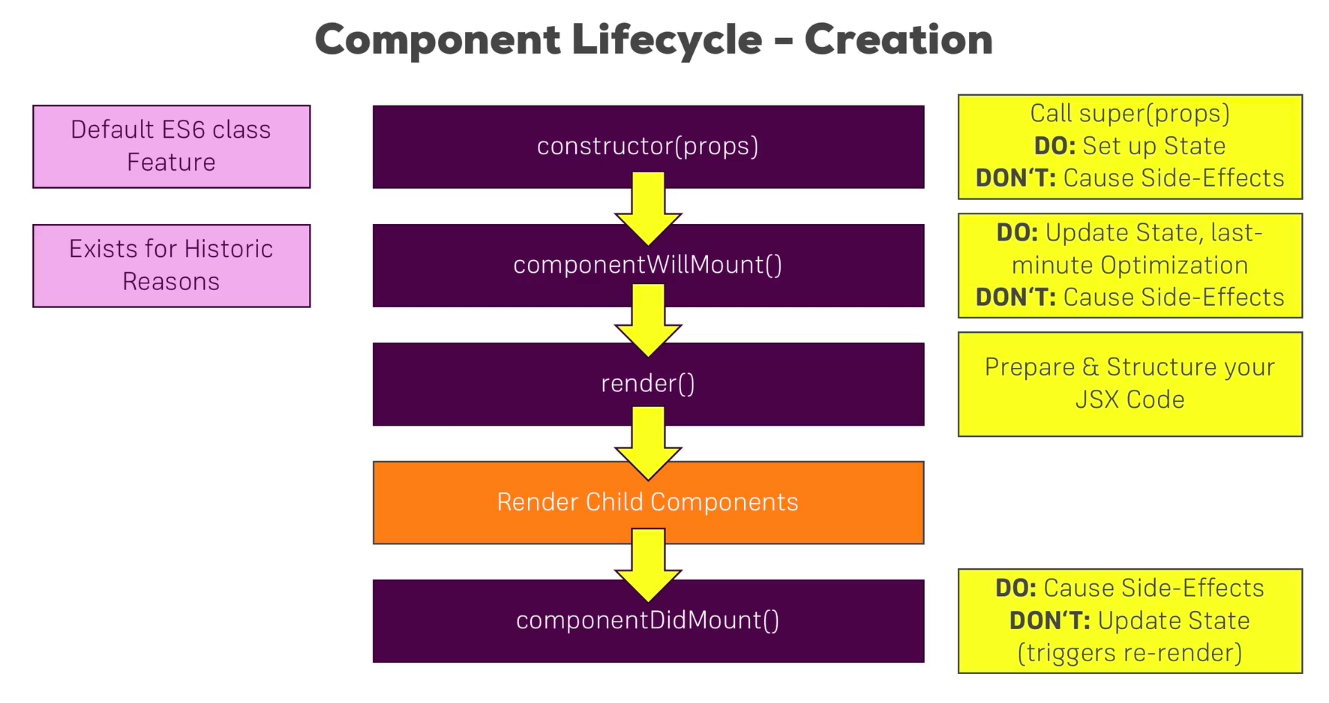 Component Lifecycle – Creation
Default ES6 class
Feature
constructor(props)
Call super(props)
DO: Set up State
DON‘T: Cause Side-Effects
Exists for Historic
Reasons
componentWillMount()
DO: Update State, last-
minute Optimization
DON‘T: Cause Side-Effects
render()
Prepare & Structure your
JSX Code
Render Child Components
componentDidMount()
DO: Cause Side-Effects
DON‘T: Update State
(triggers re-render)